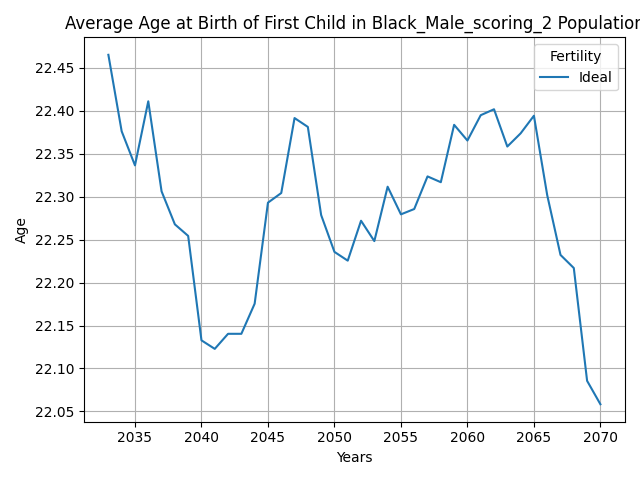 Average Age at Birth of First Child in Black_Male_scoring_2 Population
Fertility
Ideal
Age
22.45
22.40
22.35
22.30
22.25
22.20
22.15
22.10
22.05
2035 2040 2045 2050 2055 2060 2065 2070
Years